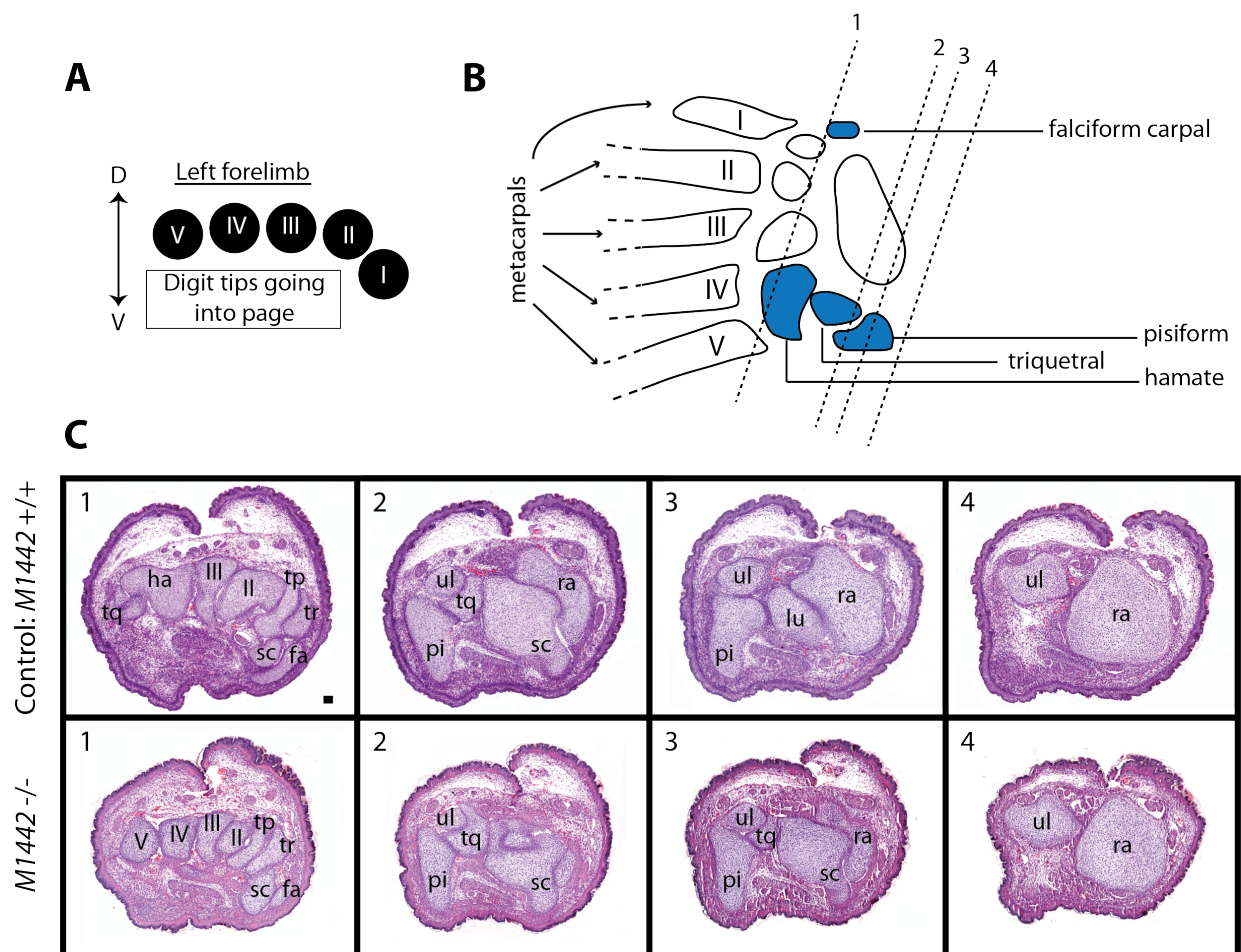 A
Left forelimb
D
V
V
IV
III
II
I
Digit tips going
into page
B
1
2
3
4
I
II
III
IV
V
metacarpals
falciform carpal
pisiform
triquetral
hamate
C
Control: M1442 +/+
1
ha
III
II
tp
tq
tr
sc
fa
2
ul
tq
ra
pi
sc
3
ul
ra
lu
pi
4
ul
ra
M1442 -/-
1
V
IV
III
II
tp
tr
sc
fa
2
ul
tq
pi
sc
3
ul
tq
ra
pi
sc
4
ul
ra